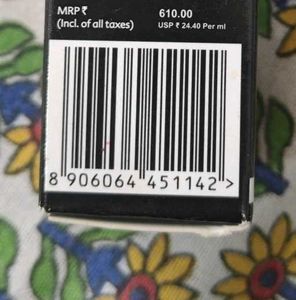 MRP ₹ 610.00
(Incl. of all taxes) USP ₹ 24.40 Per ml
8 906064 451142 >